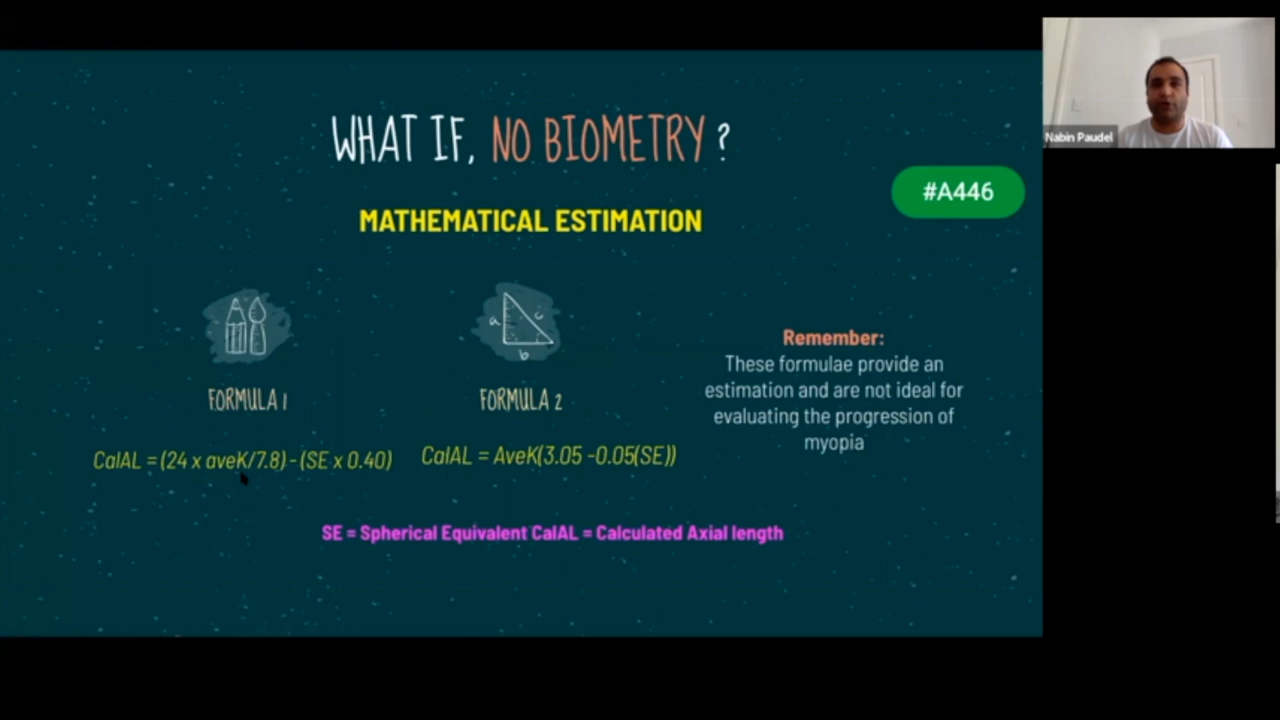 WHAT IF, NO BIOMETRY ?
Nabin Paudel
#A446
MATHEMATICAL ESTIMATION
a
c
b
FORMULA 1
FORMULA 2
CalAL = (24 x aveK/7.8) - (SE x 0.40)
CalAL = AveK(3.05 -0.05(SE))
Remember:
These formulae provide an
estimation and are not ideal for
evaluating the progression of
myopia
SE = Spherical Equivalent CalAL = Calculated Axial length